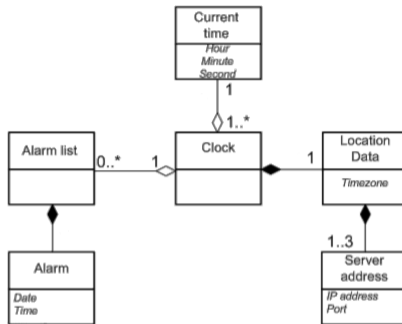 Current
time
Hour
Minute
Second
1
1..*
Alarm list
0..*
1
Clock
1
Location
Data
Timezone
1..3
Alarm
Date
Time
Server
address
IP address
Port